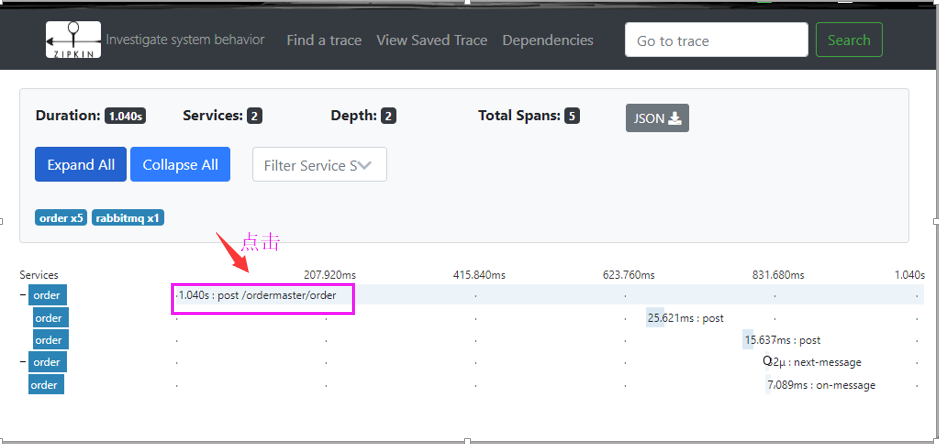 ZIPKIN Investigate system behavior Find a trace View Saved Trace Dependencies Go to trace Search
Duration: 1.040s Services: 2 Depth: 2 Total Spans: 5 JSON
Expand All Collapse All Filter Service S
order x5 rabbitmq x1
点击
Services 207.920ms 415.840ms 623.760ms 831.680ms 1.040s
order 1.040s : post /ordermaster/order
order 25.621ms : post
order 15.637ms : post
order 2µ : next-message
order 7.089ms : on-message